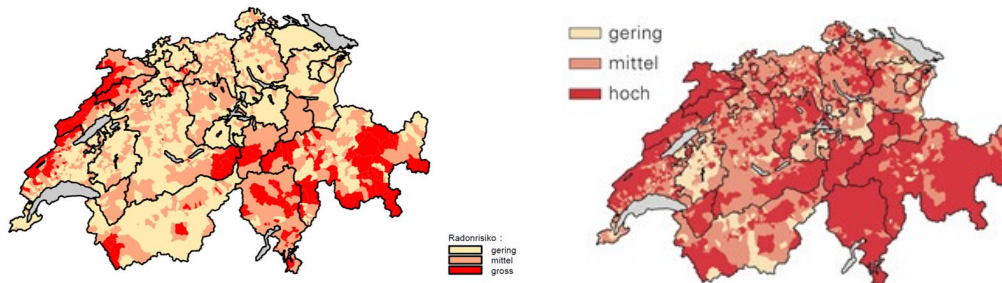 Radonrisiko :
gering
mittel
gross
gering
mittel
hoch